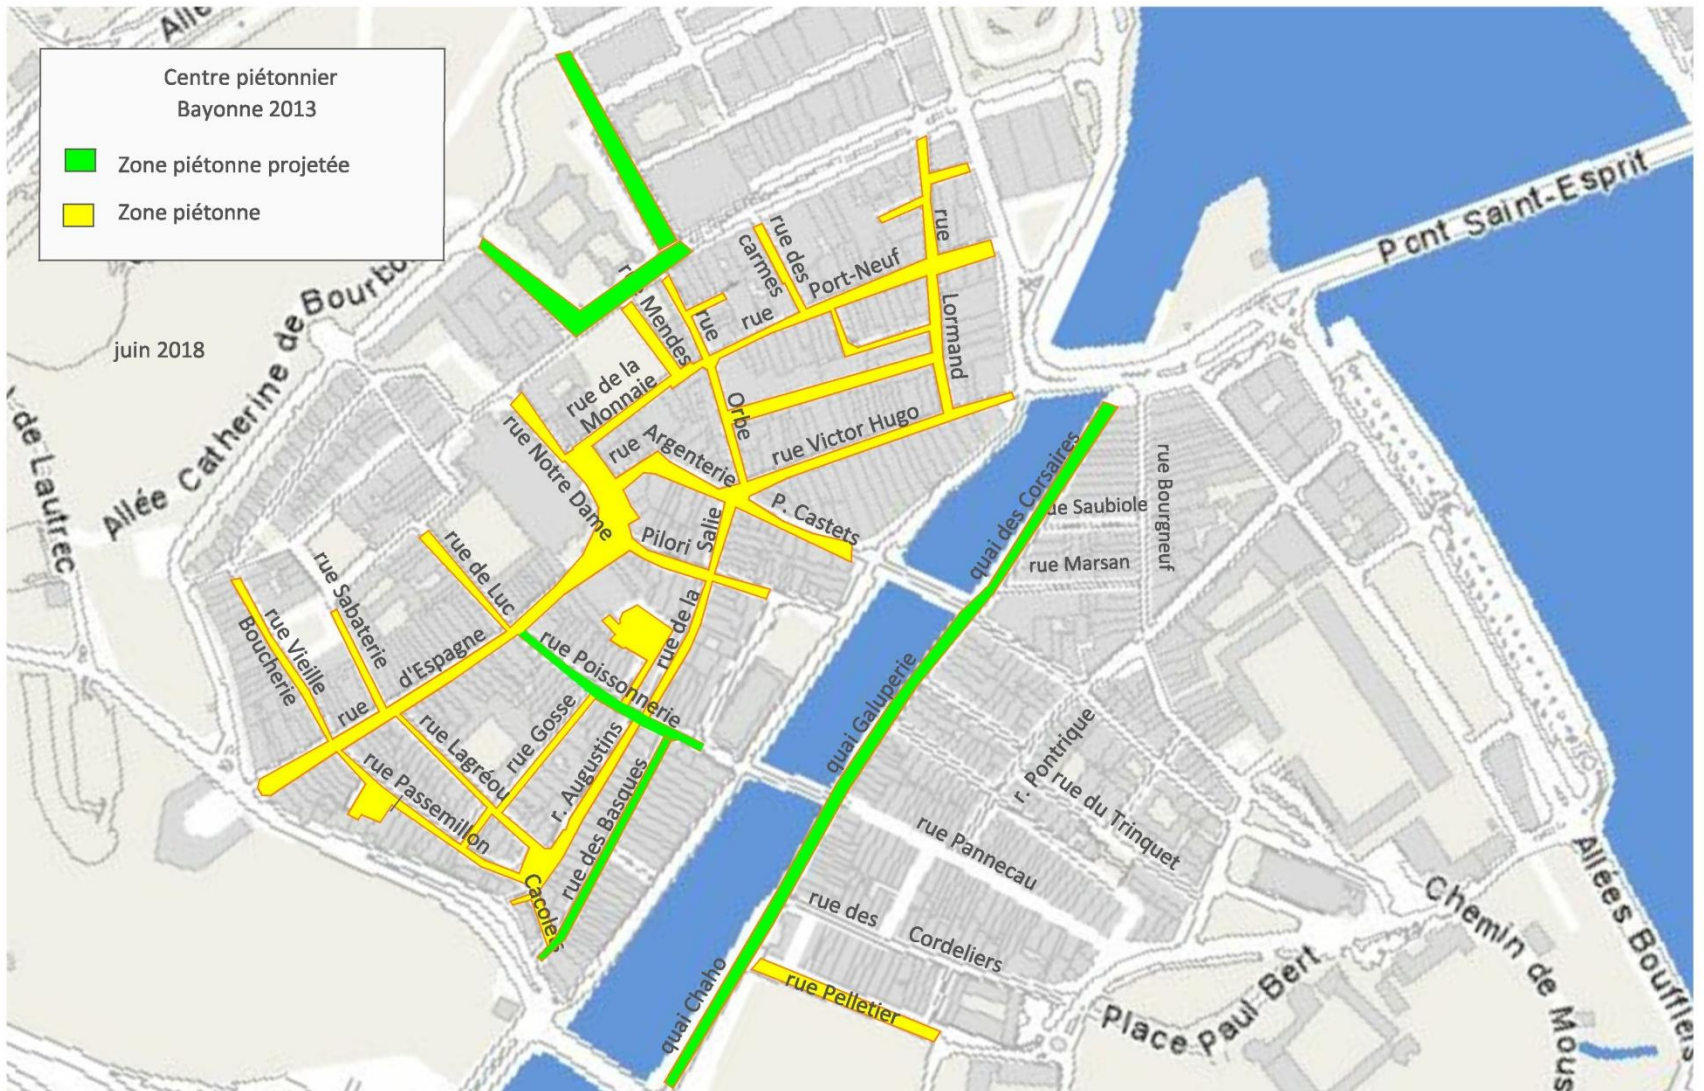 Allé
Centre piétonnier
Bayonne 2013
Zone piétonne projetée
Zone piétonne
juin 2018
Allée Catherine de Bourbo
de Lautrec
Pont Saint-Esprit
rue des
carmes
rue Port-Neuf
rue Lormand
r. Mendes
rue Orbe
rue de la
Monnaie
rue Argenterie
rue Victor Hugo
rue Notre Dame
P. Castets
Pilori
rue de la Salie
rue de Luc
rue Sabaterie
rue Vieille
Boucherie
rue d'Espagne
rue Poissonnerie
rue Gosse
rue Lagréou
r. Augustins
rue Passemillon
rue des Basques
Cacolets
quai des Corsaires
de Saubiole
rue Marsan
rue Bourgneuf
quai Galuperie
r. Pontrique
rue du Trinquet
rue Pannecau
rue des Cordeliers
quai Chaho
rue Pelletier
Place Paul Bert
Chemin de Mous
Allées Boufflers